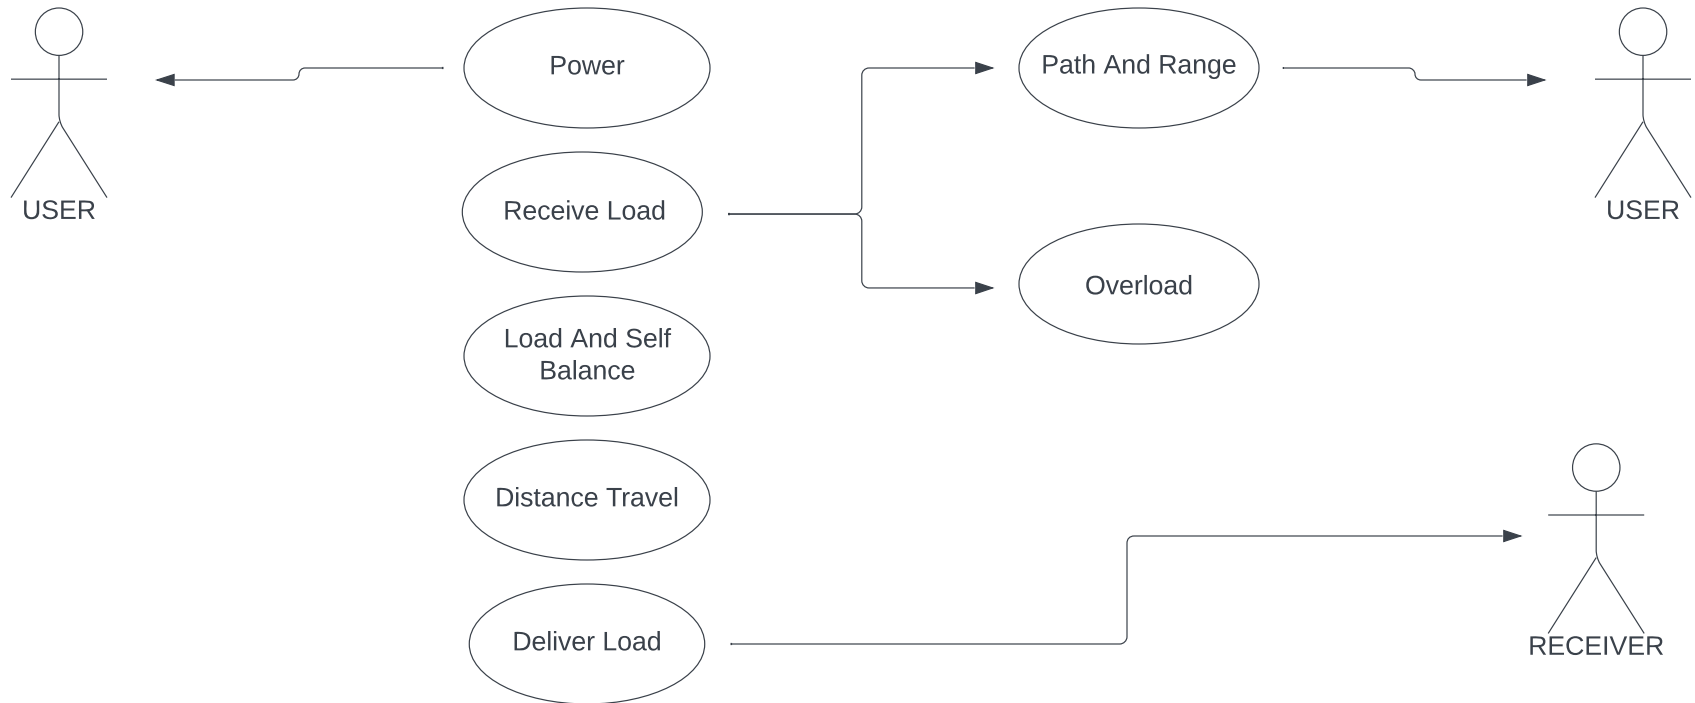 Power
Path And Range
USER
Receive Load
USER
Overload
Load And Self
Balance
Distance Travel
Deliver Load
RECEIVER